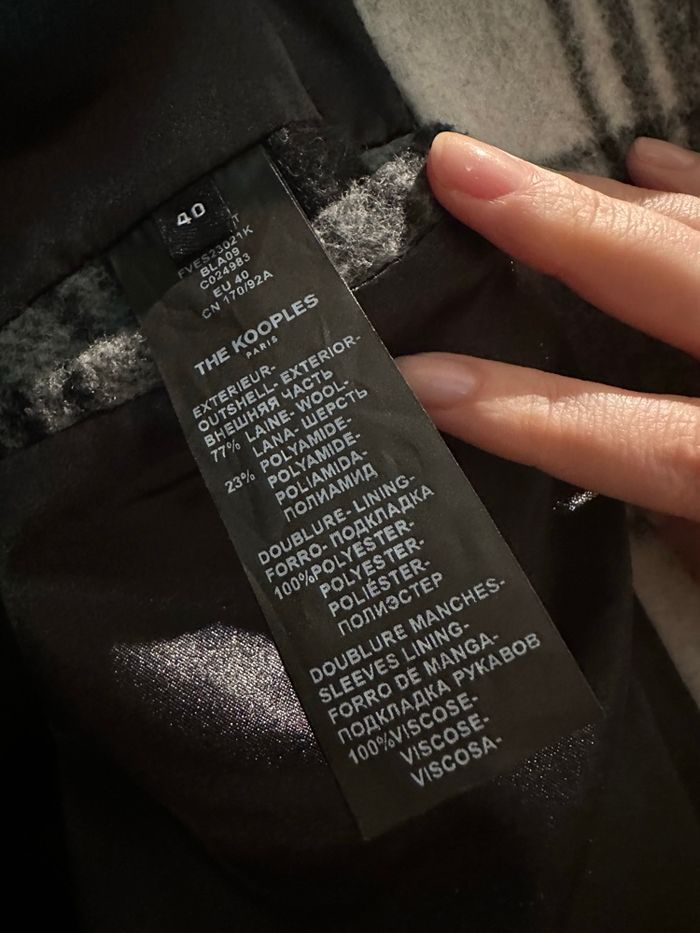 40
FVES23021K
BLA09
C024983
EU 40
CN 170/92A
THE KOOPLES
PARIS
EXTERIEUR-
OUTSHELL-EXTERIOR-
ВНЕШНЯЯ ЧАСТЬ
77% LAINE- WOOL-
LANA- ШЕРСТЬ
23% POLYAMIDE-
POLYAMIDE-
POLIAMIDA-
ПОЛИАМИД
DOUBLURE- LINING-
FORRO- ПОДКЛАДКА
100%POLYESTER-
POLYESTER-
POLIÉSTER-
ПОЛИЭСТЕР
DOUBLURE MANCHES-
SLEEVES LINING-
FORRO DE MANGA-
ПОДКЛАДКА РУКАВОВ
100%VISCOSE-
VISCOSE-
VISCOSA-